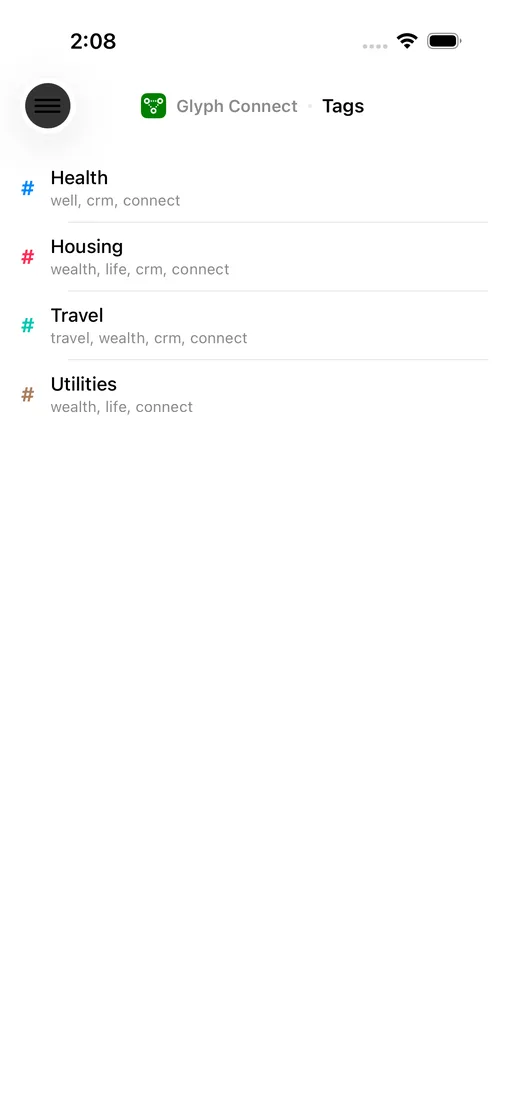 2:08
Glyph Connect • Tags
# Health
well, crm, connect
# Housing
wealth, life, crm, connect
# Travel
travel, wealth, crm, connect
# Utilities
wealth, life, connect